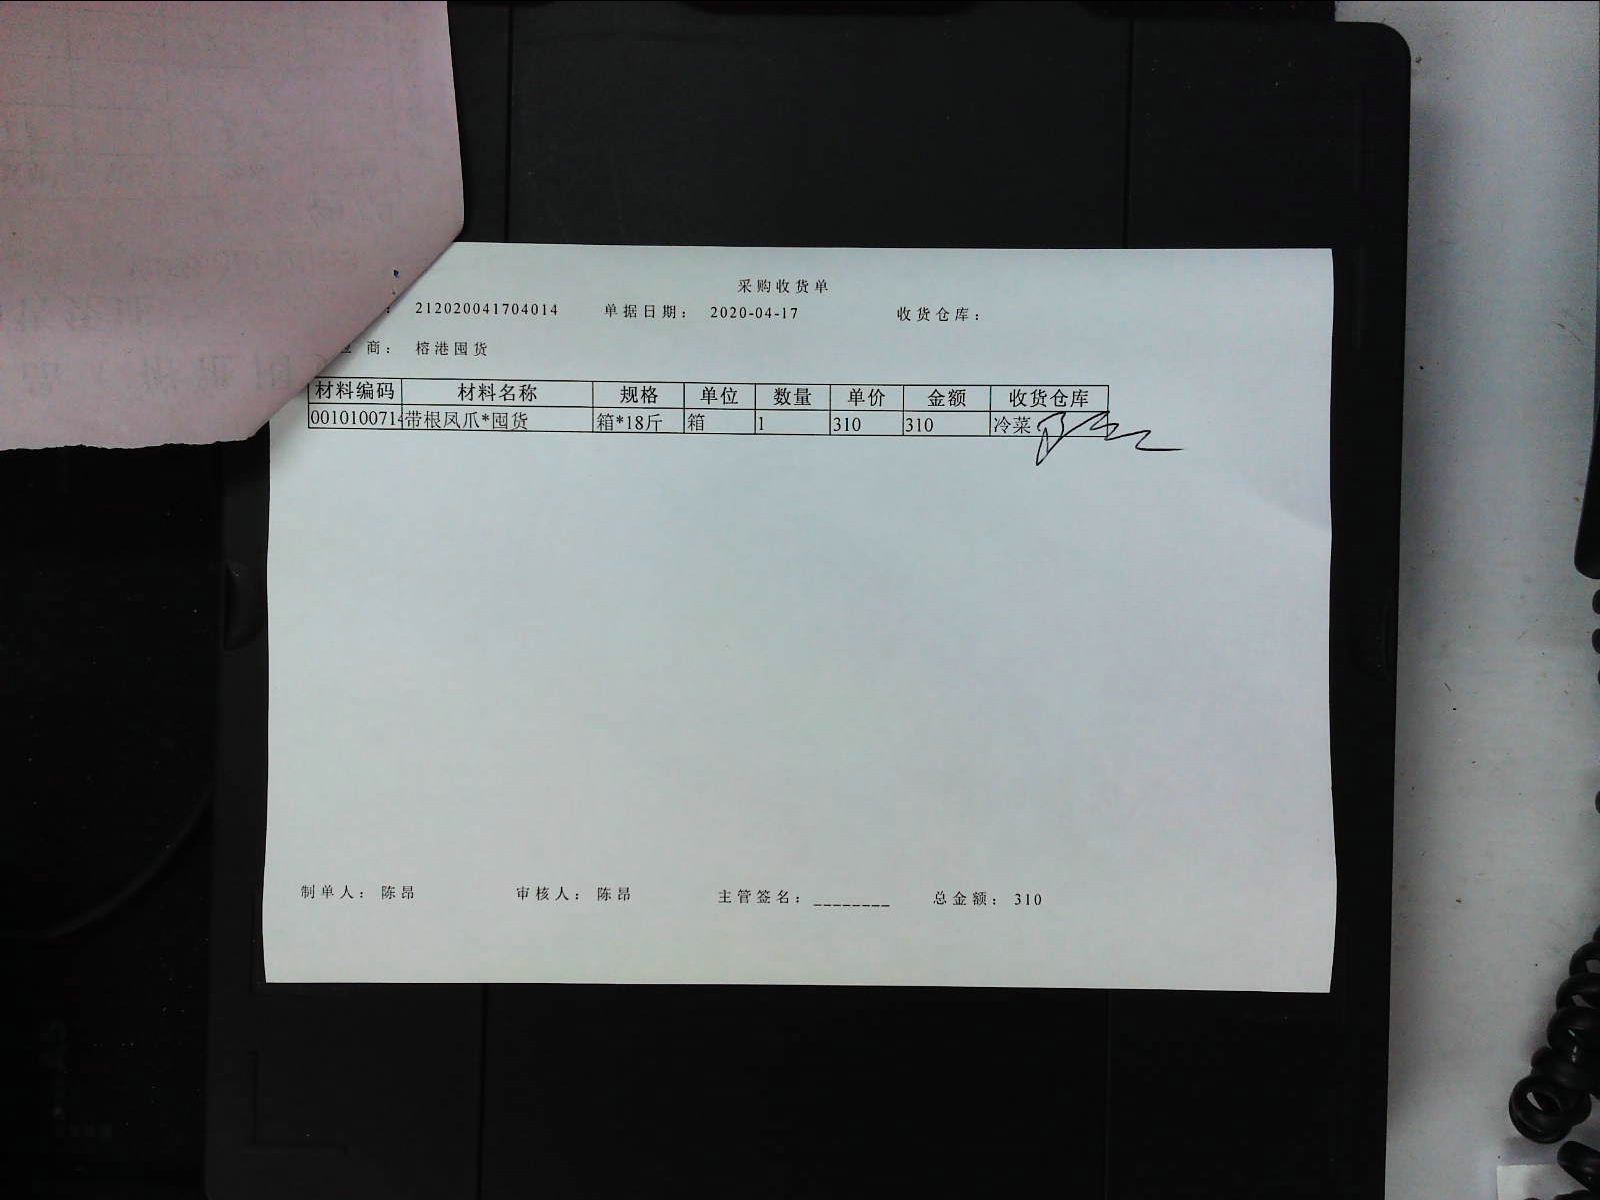 采购收货单
：212020041704014 单据日期：2020-04-17 收货仓库：
商：榕港囤货
材料编码 材料名称 规格 单位 数量 单价 金额 收货仓库
0010100714 带根凤爪*囤货 箱*18斤 箱 1 310 310 冷菜
制单人：陈昂 审核人：陈昂 主管签名：________ 总金额：310